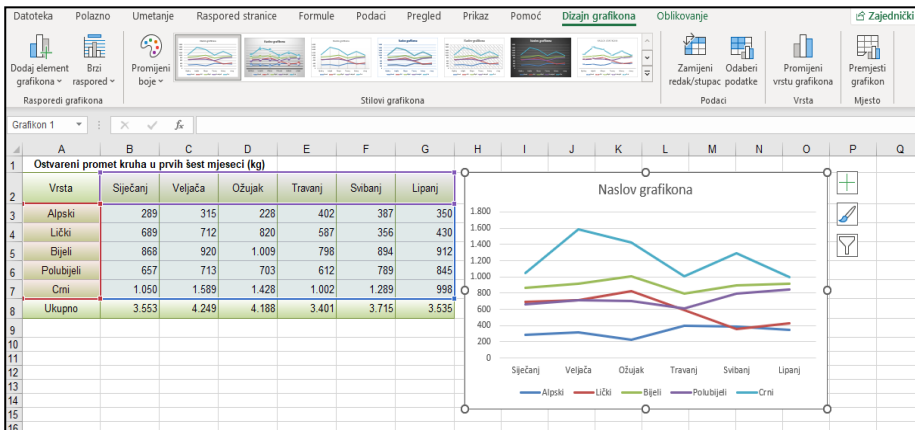 Datoteka Polazno Umetanje Raspored stranice Formule Podaci Pregled Prikaz Pomoć Dizajn grafikona Oblikovanje Zajednički
Dodaj element grafikona
Brzi raspored
Promijeni boje
Zamijeni redak/stupac
Odaberi podatke
Promijeni vrstu grafikona
Premjesti grafikon
Rasporedi grafikona Stilovi grafikona Podaci Vrsta Mjesto
Grafikon 1 fx
A B C D E F G H I J K L M N O P Q
1 Ostvareni promet kruha u prvih šest mjeseci (kg)
2 Vrsta Siječanj Veljača Ožujak Travanj Svibanj Lipanj
3 Alpski 289 315 228 402 387 350
4 Lički 689 712 820 587 356 430
5 Bijeli 868 920 1.009 798 894 912
6 Polubijeli 657 713 703 612 789 845
7 Crni 1.050 1.589 1.428 1.002 1.289 998
8 Ukupno 3.553 4.249 4.188 3.401 3.715 3.535
9
10
11
12
13
14
15
16
Naslov grafikona
1.800
1.600
1.400
1.200
1.000
800
600
400
200
0
Siječanj Veljača Ožujak Travanj Svibanj Lipanj
Alpski Lički Bijeli Polubijeli Crni